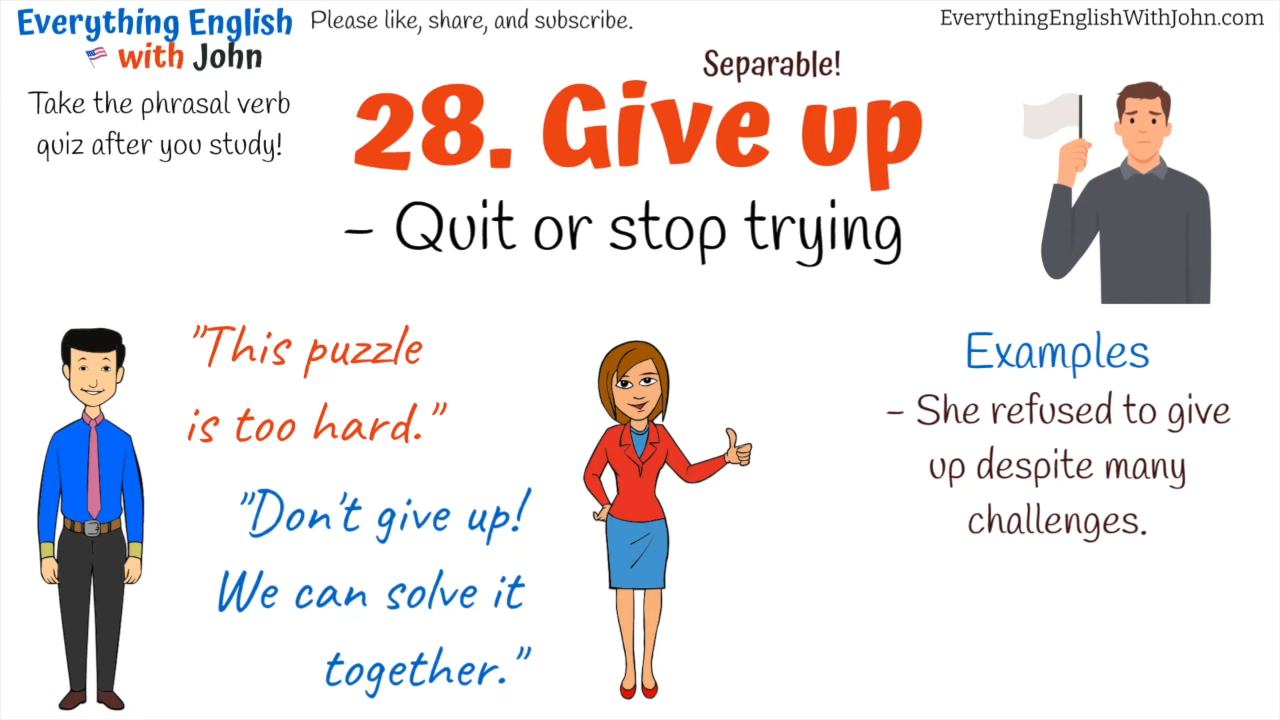 Everything English
with John
Please like, share, and subscribe.
EverythingEnglishWithJohn.com
Take the phrasal verb
quiz after you study!
Separable!
28. Give up
- Quit or stop trying
"This puzzle
is too hard."
"Don't give up!
We can solve it
together."
Examples
- She refused to give
up despite many
challenges.